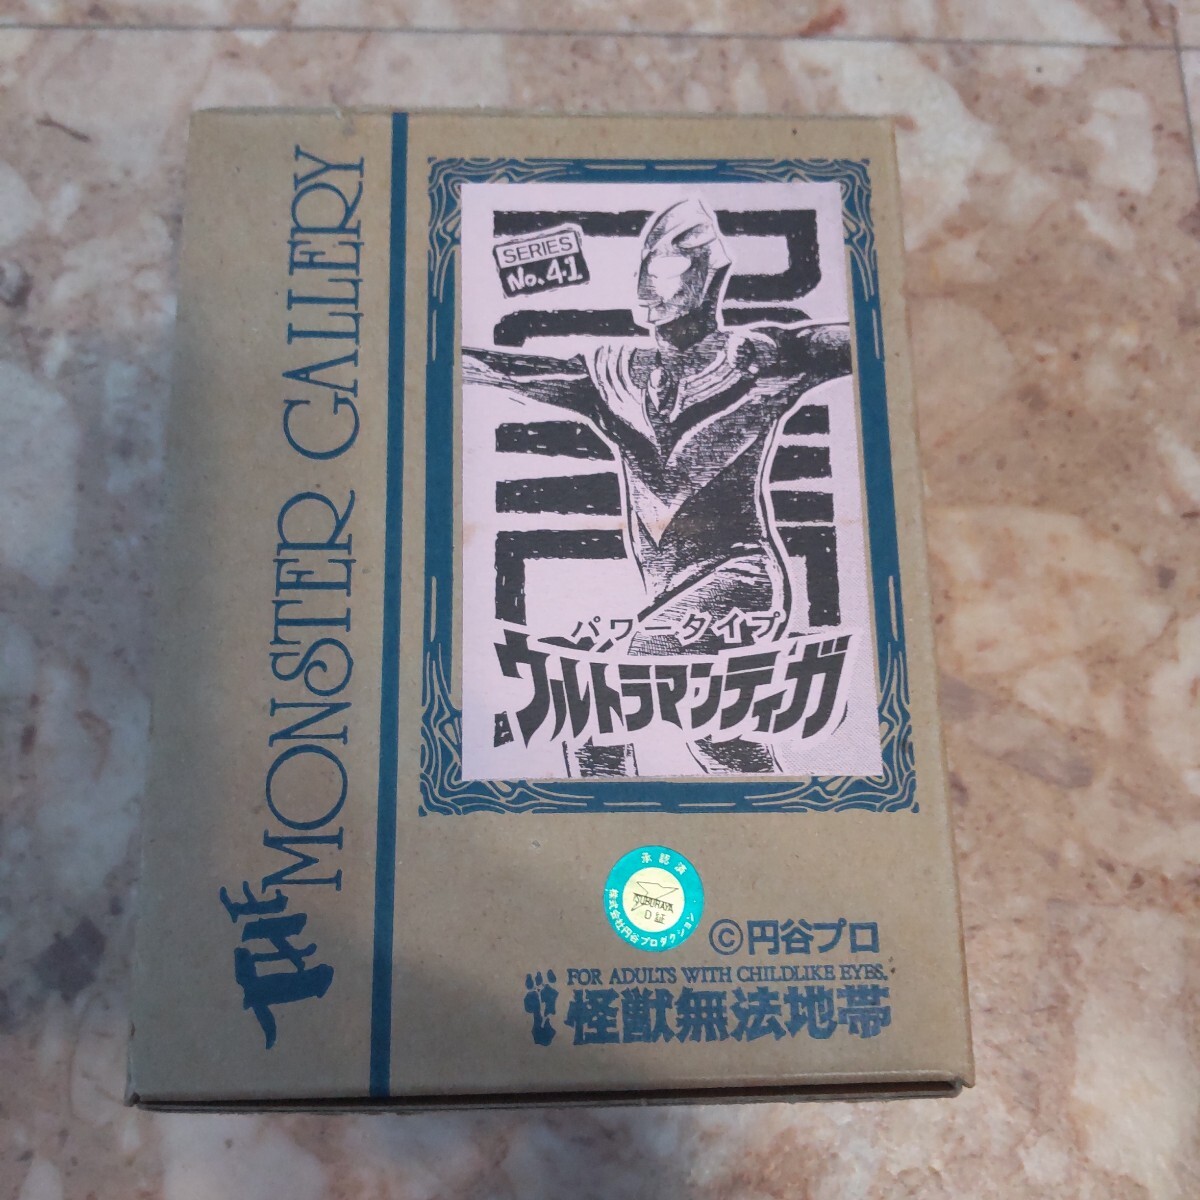 THE MONSTER GALLERY
SERIES
No.41
パワータイプ
ウルトラマンティガ
承認済
TSUBURAYA
D証
株式会社円谷プロダクション
©円谷プロ
FOR ADULTS WITH CHILDLIKE EYES.
怪獣無法地帯